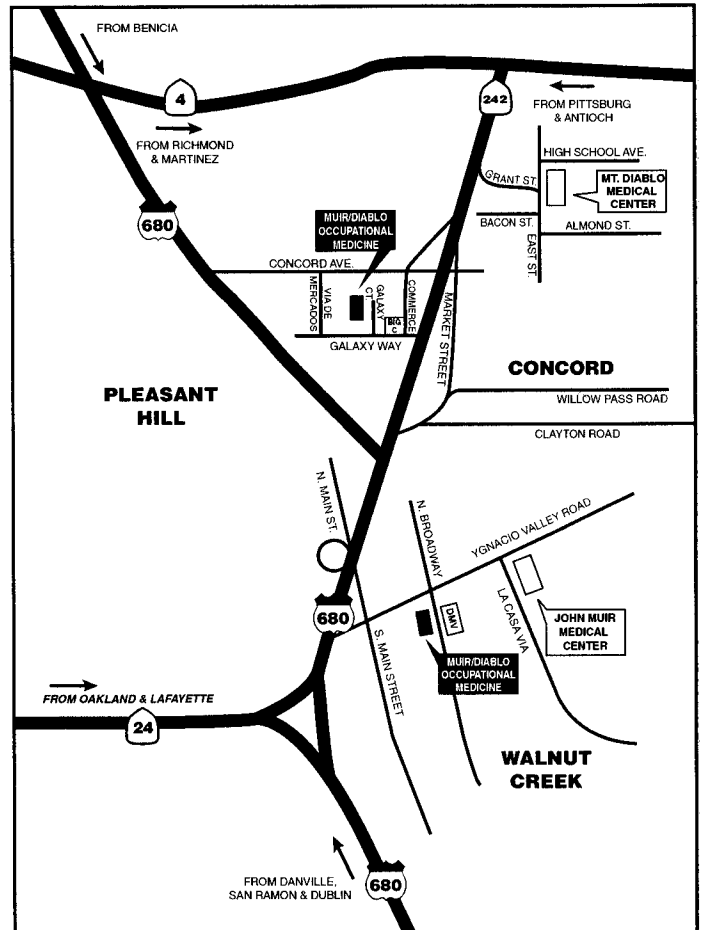 FROM BENICIA
4
242
FROM RICHMOND
& MARTINEZ
FROM PITTSBURG
& ANTIOCH
HIGH SCHOOL AVE.
GRANT ST.
MT. DIABLO
MEDICAL
CENTER
BACON ST.
ALMOND ST.
EAST ST.
680
MUIR/DIABLO
OCCUPATIONAL
MEDICINE
CONCORD AVE.
VIA DE
MERCADOS
GALAXY
CT.
BIG
C
COMMERCE
MARKET STREET
GALAXY WAY
CONCORD
PLEASANT
HILL
WILLOW PASS ROAD
CLAYTON ROAD
N. MAIN ST.
N. BROADWAY
YGNACIO VALLEY ROAD
LA CASA VIA
DMV
JOHN MUIR
MEDICAL
CENTER
680
S. MAIN STREET
MUIR/DIABLO
OCCUPATIONAL
MEDICINE
FROM OAKLAND & LAFAYETTE
24
WALNUT
CREEK
FROM DANVILLE,
SAN RAMON & DUBLIN
680